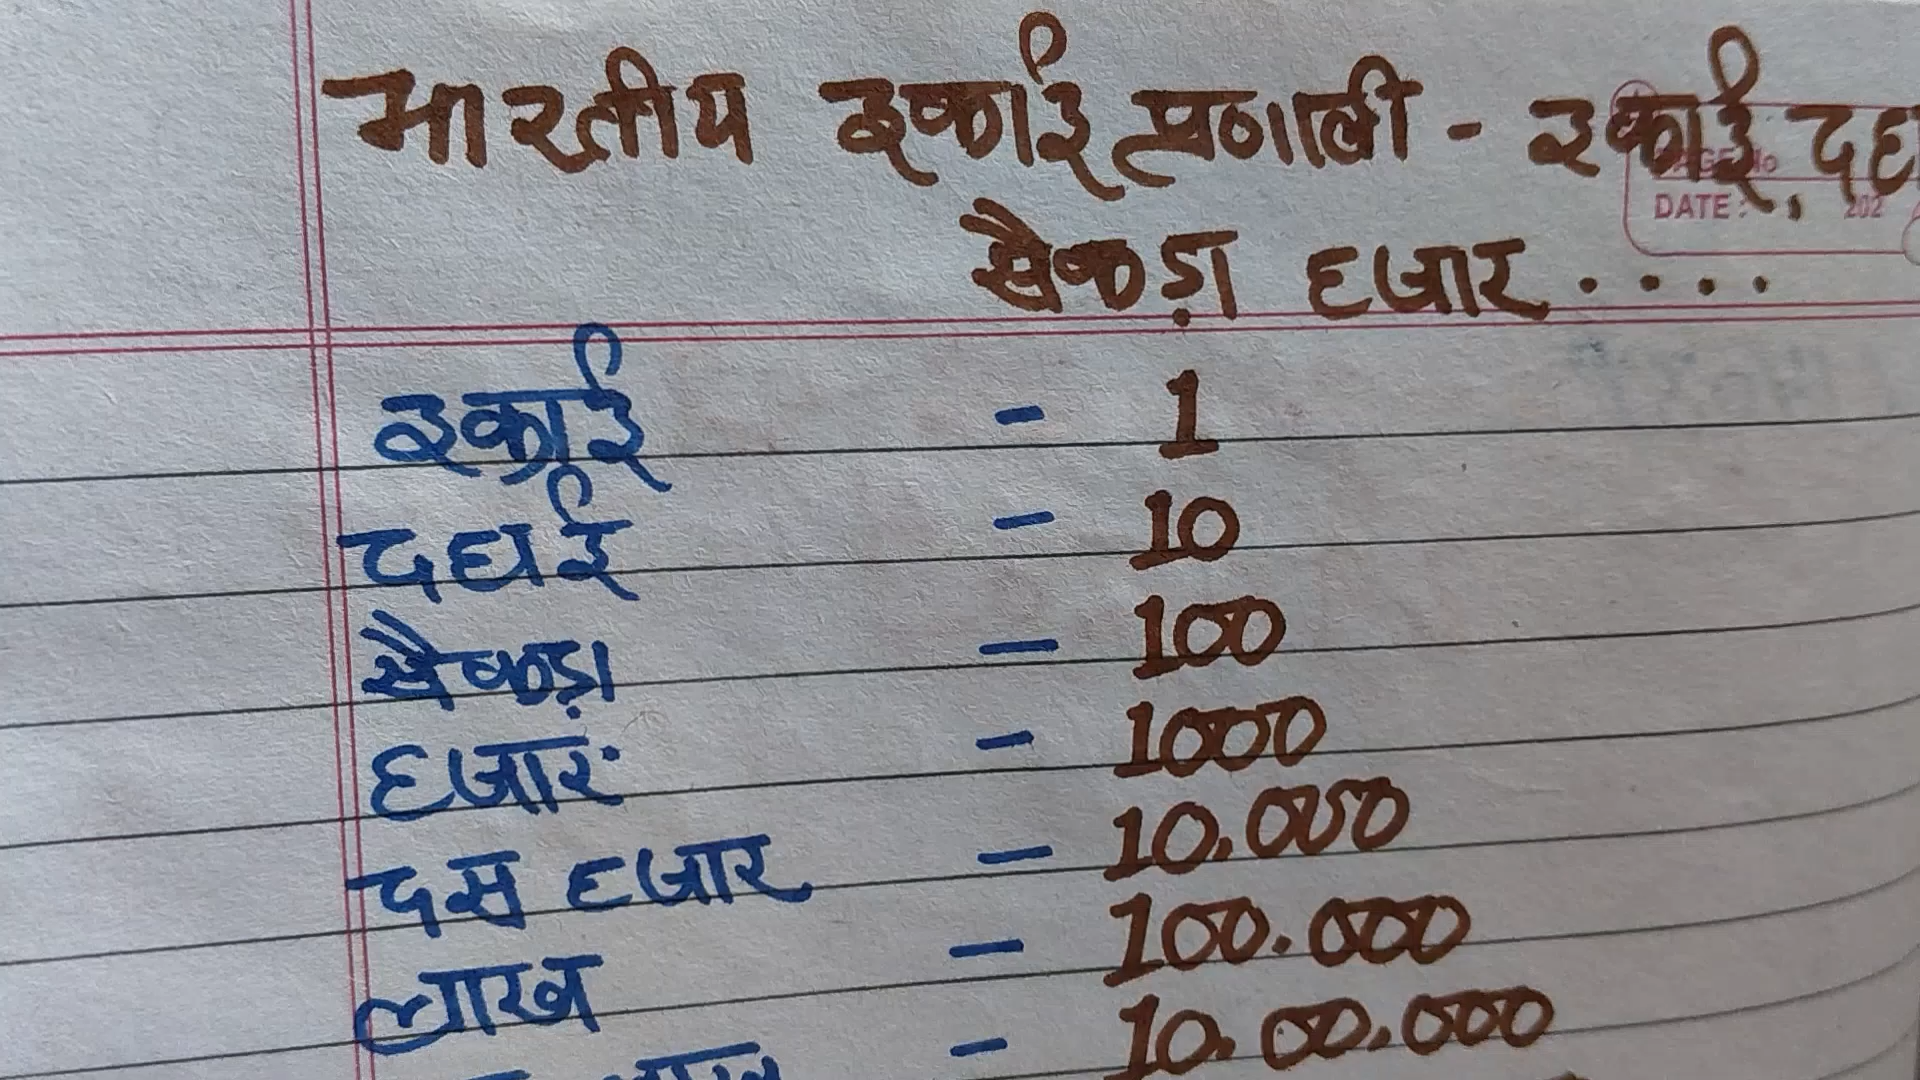 भारतीय इकाई प्रणाली - इकाई, दहा
सैकड़ा हजार . . . .
PAGE No
DATE : 202
इकाई - 1
दहाई - 10
सैकड़ा - 100
हजार - 1000
दस हजार - 10.000
लाख - 100.000
लाख - 10.00.000